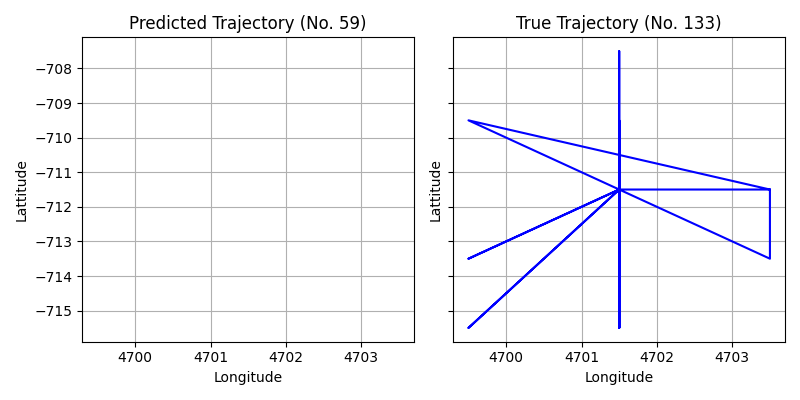 Predicted Trajectory (No. 59)
True Trajectory (No. 133)
Lattitude
−708
−709
−710
−711
−712
−713
−714
−715
4700 4701 4702 4703
Longitude
Lattitude
4700 4701 4702 4703
Longitude